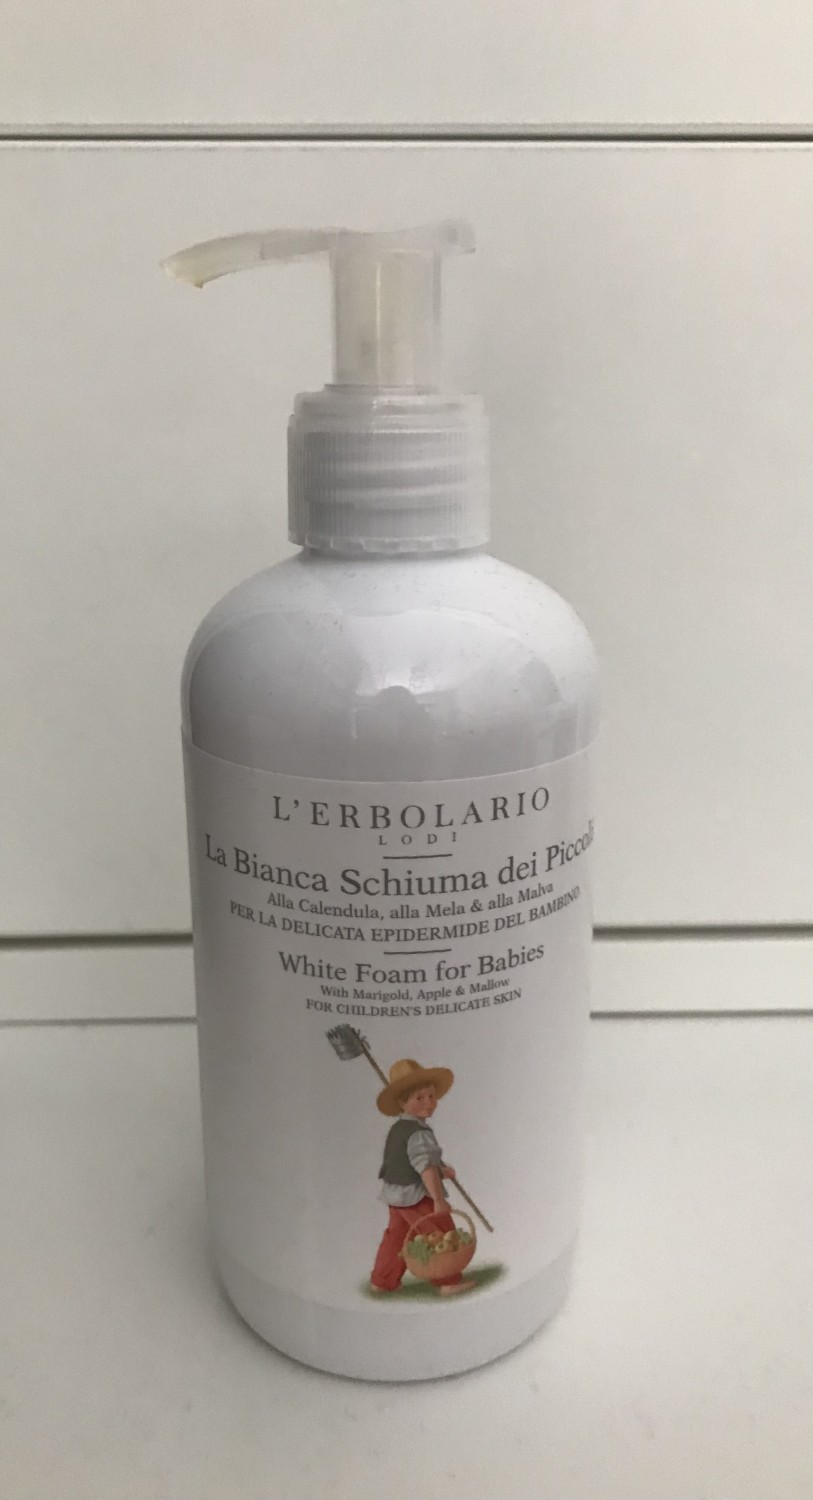 L'ERBOLARIO
LODI
La Bianca Schiuma dei Piccoli
Alla Calendula, alla Mela & alla Malva
PER LA DELICATA EPIDERMIDE DEL BAMBINO
White Foam for Babies
With Marigold, Apple & Mallow
FOR CHILDREN'S DELICATE SKIN